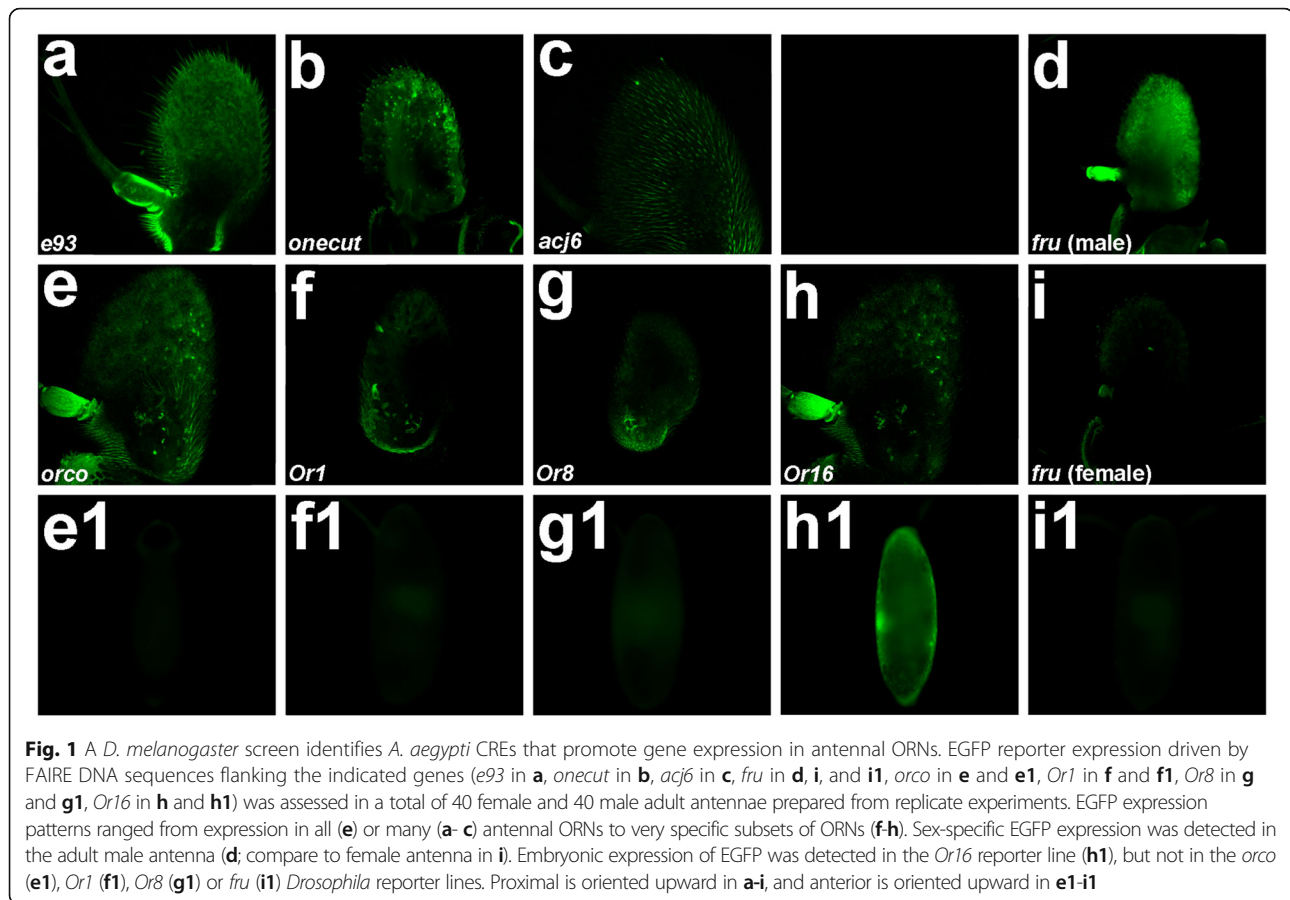 a
e93
b
onecut
c
acj6
d
fru (male)
e
orco
f
Or1
g
Or8
h
Or16
i
fru (female)
e1
f1
g1
h1
i1
Fig. 1 A D. melanogaster screen identifies A. aegypti CREs that promote gene expression in antennal ORNs. EGFP reporter expression driven by
FAIRE DNA sequences flanking the indicated genes (e93 in a, onecut in b, acj6 in c, fru in d, i, and i1, orco in e and e1, Or1 in f and f1, Or8 in g
and g1, Or16 in h and h1) was assessed in a total of 40 female and 40 male adult antennae prepared from replicate experiments. EGFP expression
patterns ranged from expression in all (e) or many (a- c) antennal ORNs to very specific subsets of ORNs (f-h). Sex-specific EGFP expression was detected in
the adult male antenna (d; compare to female antenna in i). Embryonic expression of EGFP was detected in the Or16 reporter line (h1), but not in the orco
(e1), Or1 (f1), Or8 (g1) or fru (i1) Drosophila reporter lines. Proximal is oriented upward in a-i, and anterior is oriented upward in e1-i1